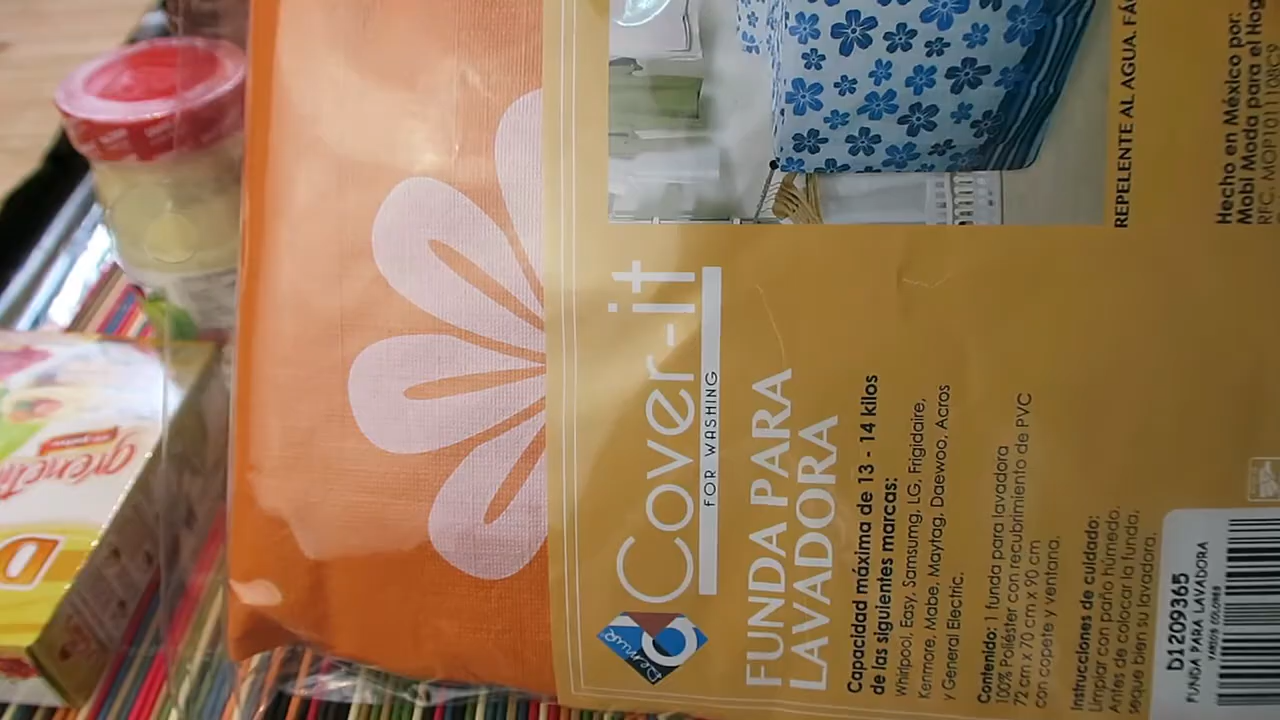 Cover-it
FOR WASHING
FUNDA PARA
LAVADORA
Capacidad máxima de 13 - 14 kilos
de las siguientes marcas:
Whirlpool, Easy, Samsumg, LG, Frigidaire,
Kenmore, Mabe, Maytag, Daewoo, Acros
y General Electric.
Contenido: 1 funda para lavadora
100% Poliéster con recubrimiento de PVC
72 cm x 70 cm x 90 cm
con copete y ventana.
Instrucciones de cuidado:
Limpiar con paño húmedo.
Antes de colocar la funda,
seque bien su lavadora.
D1209365
FUNDA PARA LAVADORA
VARIOS COLORES
REPELENTE AL AGUA. FÁ
Hecho en México por:
Mobi Moda para el Hog